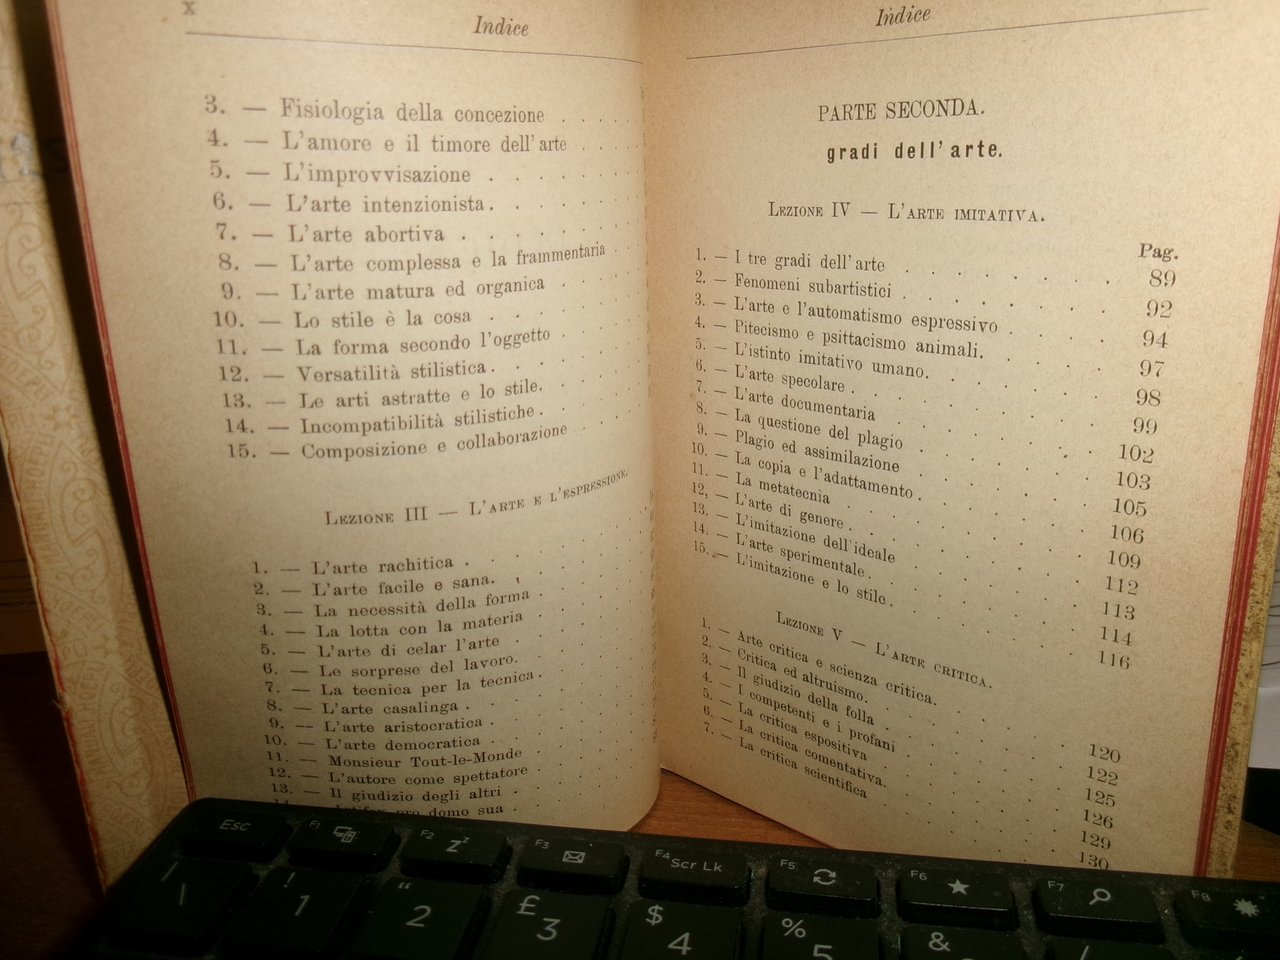 x
Indice
3. — Fisiologia della concezione . . . .
4. — L'amore e il timore dell'arte . . .
5. — L'improvvisazione . . . . . .
6. — L'arte intenzionista . . . . . .
7. — L'arte abortiva . . . . . . .
8. — L'arte complessa e la frammentaria .
9. — L'arte matura ed organica . . . .
10. — Lo stile è la cosa . . . . . .
11. — La forma secondo l'oggetto . . . .
12. — Versatilità stilistica . . . . . .
13. — Le arti astratte e lo stile. . . . .
14. — Incompatibilità stilistiche . . . . .
15. — Composizione e collaborazione . . .
Lezione III — L'arte e l'espressione.
1. — L'arte rachitica . . . . . . .
2. — L'arte facile e sana. . . . . .
3. — La necessità della forma . . . . .
4. — La lotta con la materia . . . . .
5. — L'arte di celar l'arte . . . . .
6. — Le sorprese del lavoro. . . . . .
7. — La tecnica per la tecnica . . . . .
8. — L'arte casalinga . . . . . . .
9. — L'arte aristocratica . . . . . .
10. — L'arte democratica . . . . . .
11. — Monsieur Tout-le-Monde . . . . .
12. — L'autore come spettatore . . . . .
13. — Il giudizio degli altri . . . . .
14. — Artifex pro domo sua . . . . .
Indice
PARTE SECONDA.
gradi dell'arte.
Lezione IV — L'arte imitativa.
Pag.
1. — I tre gradi dell'arte . . . . . . 89
2. — Fenomeni subartistici . . . . . . 92
3. — L'arte e l'automatismo espressivo . . . 94
4. — Pitecismo e psittacismo animali. . . . 97
5. — L'istinto imitativo umano. . . . . 98
6. — L'arte specolare . . . . . . . 99
7. — L'arte documentaria . . . . . . 102
8. — La questione del plagio . . . . . 103
9. — Plagio ed assimilazione . . . . . 105
10. — La copia e l'adattamento . . . . . 106
11. — La metatecnia . . . . . . . 109
12. — L'arte di genere . . . . . . . 112
13. — L'imitazione dell'ideale . . . . . 113
14. — L'arte sperimentale . . . . . . 114
15. — L'imitazione e lo stile . . . . . . 116
Lezione V — L'arte critica.
1. — Arte critica e scienza critica. . . . . 120
2. — Critica ed altruismo. . . . . . 122
3. — Il giudizio della folla . . . . . . 125
4. — I competenti e i profani . . . . . 126
5. — La critica espositiva . . . . . . 129
6. — La critica comentativa. . . . . . 130
7. — La critica scientifica . . . . . .
Esc
F1
F2 Zz
F3
F4 Scr Lk
F5
F6
F7
F8
\
! 1
" 2
£ 3
$ 4
% 5
&